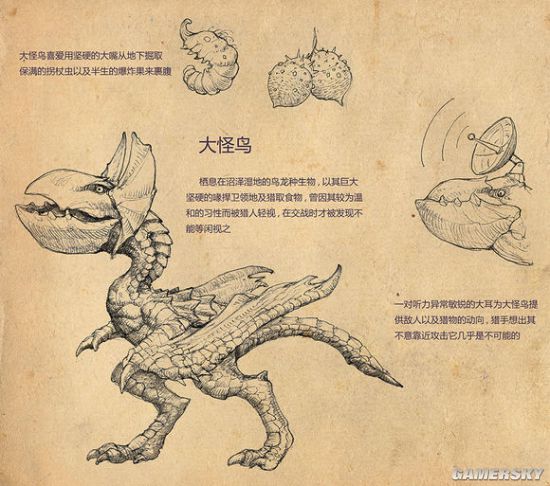 大怪鸟喜爱用坚硬的大嘴从地下掘取
保满的拐杖虫以及半生的爆炸果来裹腹
大怪鸟
栖息在沼泽湿地的鸟龙种生物，以其巨大
坚硬的喙捍卫领地及猎取食物，曾因其较为温
和的习性而被猎人轻视，在交战时才被发现不
能等闲视之
一对听力异常敏锐的大耳为大怪鸟提
供敌人以及猎物的动向，猎手想出其
不意靠近攻击它几乎是不可能的
GAMERSKY